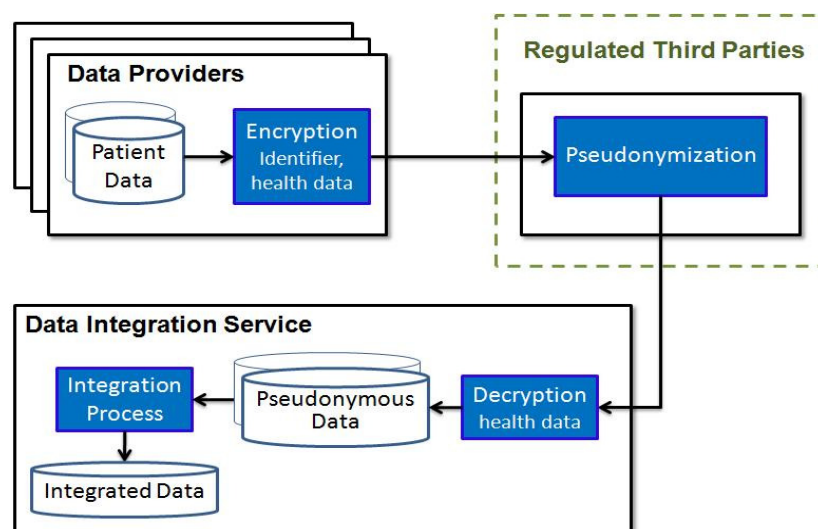 Data Providers
Patient
Data
Encryption
Identifier,
health data
Regulated Third Parties
Pseudonymization
Data Integration Service
Integration
Process
Pseudonymous
Data
Decryption
health data
Integrated Data